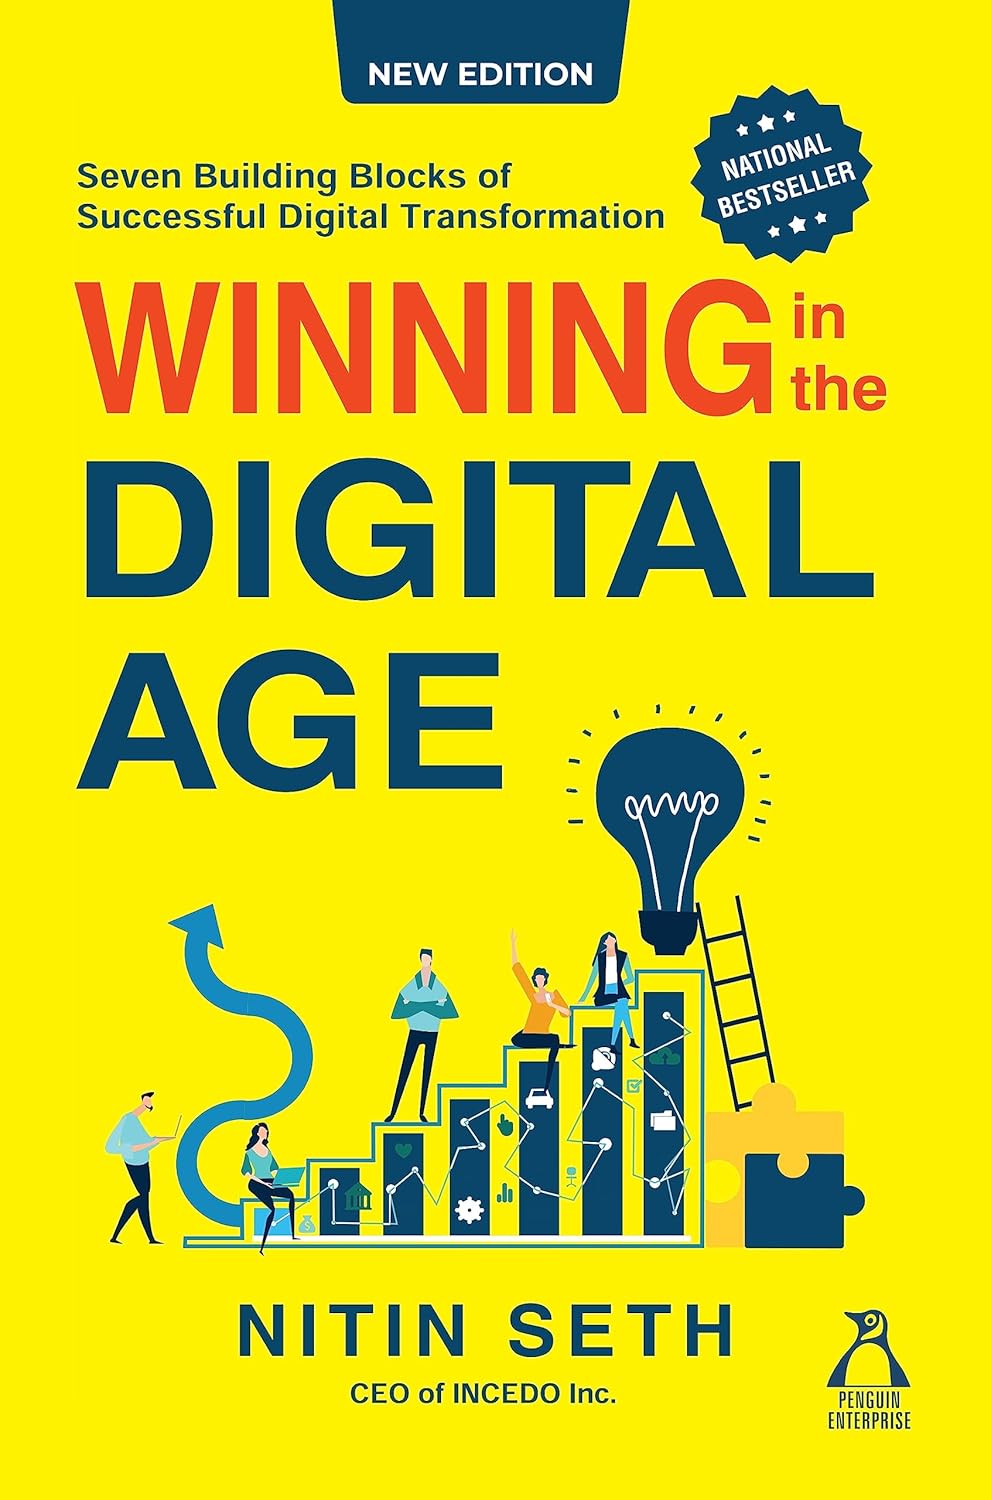 NEW EDITION
Seven Building Blocks of
Successful Digital Transformation
NATIONAL
BESTSELLER
WINNING in the
DIGITAL
AGE
NITIN SETH
CEO of INCEDO Inc.
PENGUIN
ENTERPRISE